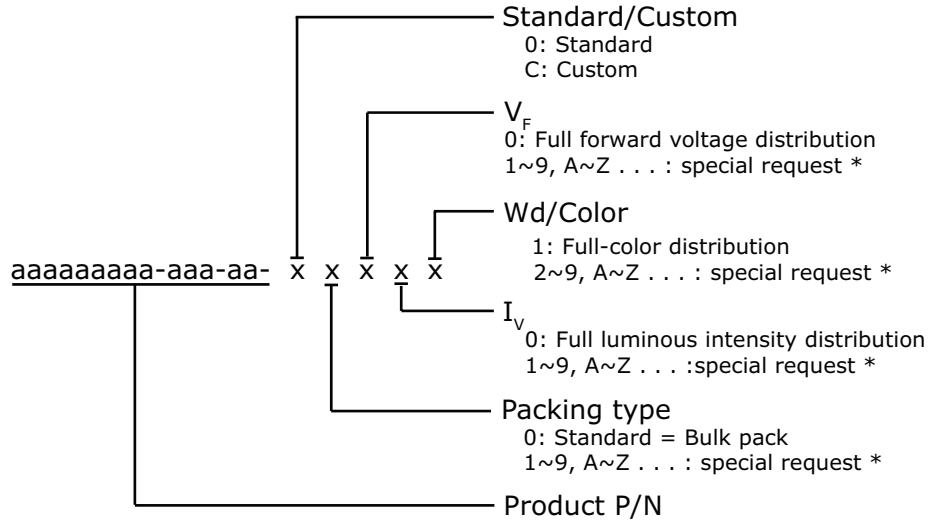 Standard/Custom
0: Standard
C: Custom
VF
0: Full forward voltage distribution
1~9, A~Z . . . : special request *
Wd/Color
1: Full-color distribution
2~9, A~Z . . . : special request *
aaaaaaaaa-aaa-aa- x x x x x
IV
0: Full luminous intensity distribution
1~9, A~Z . . . :special request *
Packing type
0: Standard = Bulk pack
1~9, A~Z . . . : special request *
Product P/N